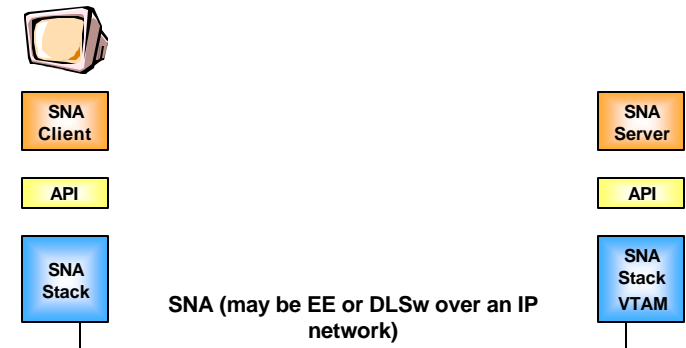 SNA
Client
SNA
Server
API
API
SNA
Stack
SNA
Stack
VTAM
SNA (may be EE or DLSw over an IP
network)